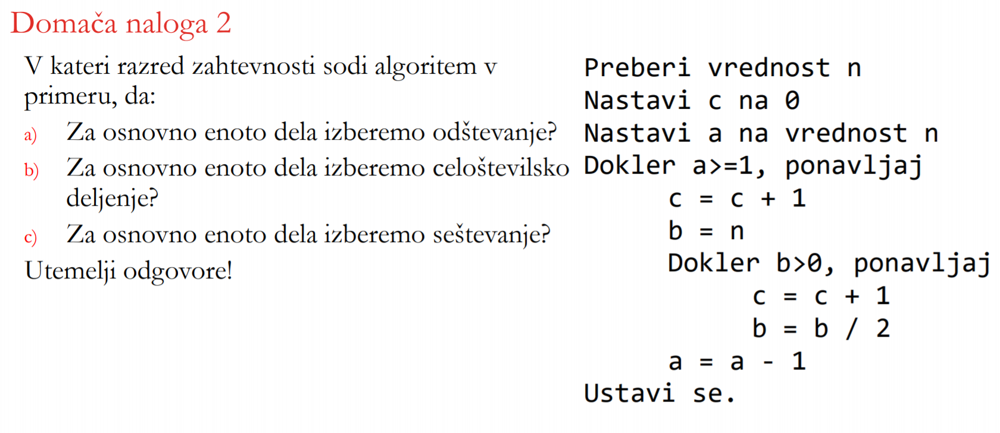 Domača naloga 2
V kateri razred zahtevnosti sodi algoritem v
primeru, da:
a) Za osnovno enoto dela izberemo odštevanje?
b) Za osnovno enoto dela izberemo celoštevilsko
deljenje?
c) Za osnovno enoto dela izberemo seštevanje?
Utemelji odgovore!
Preberi vrednost n
Nastavi c na 0
Nastavi a na vrednost n
Dokler a>=1, ponavljaj
c = c + 1
b = n
Dokler b>0, ponavljaj
c = c + 1
b = b / 2
a = a - 1
Ustavi se.